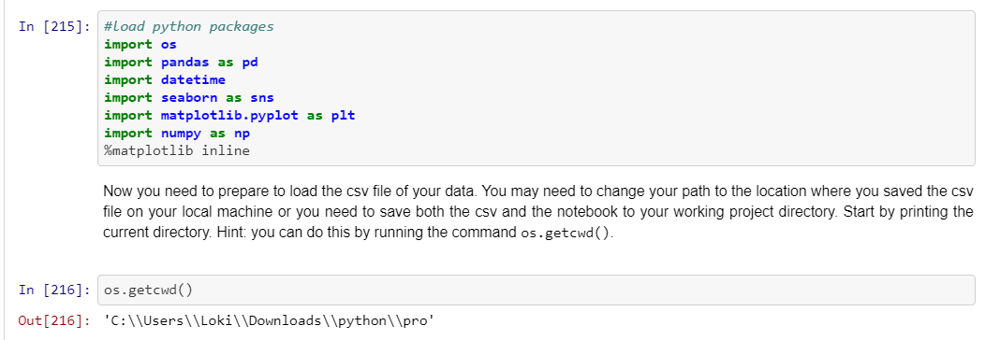 In [215]: #load python packages
import os
import pandas as pd
import datetime
import seaborn as sns
import matplotlib.pyplot as plt
import numpy as np
%matplotlib inline
Now you need to prepare to load the csv file of your data. You may need to change your path to the location where you saved the csv
file on your local machine or you need to save both the csv and the notebook to your working project directory. Start by printing the
current directory. Hint: you can do this by running the command os.getcwd().
In [216]: os.getcwd()
Out[216]: 'C:\\Users\\Loki\\Downloads\\python\\pro'